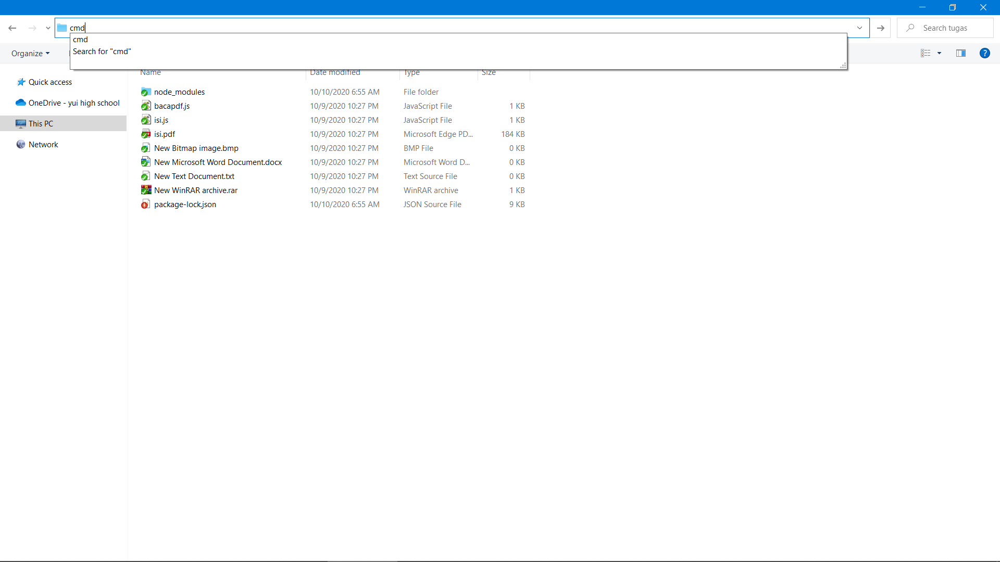 cmd
Search tugas
cmd
Search for "cmd"
Organize
Name Date modified Type Size
Quick access
OneDrive - yui high school
This PC
Network
node_modules 10/10/2020 6:55 AM File folder
bacapdf.js 10/9/2020 10:27 PM JavaScript File 1 KB
isi.js 10/9/2020 10:27 PM JavaScript File 1 KB
isi.pdf 10/9/2020 10:27 PM Microsoft Edge PD... 184 KB
New Bitmap image.bmp 10/9/2020 10:27 PM BMP File 0 KB
New Microsoft Word Document.docx 10/9/2020 10:27 PM Microsoft Word D... 0 KB
New Text Document.txt 10/9/2020 10:27 PM Text Source File 0 KB
New WinRAR archive.rar 10/9/2020 10:27 PM WinRAR archive 1 KB
package-lock.json 10/10/2020 6:55 AM JSON Source File 9 KB